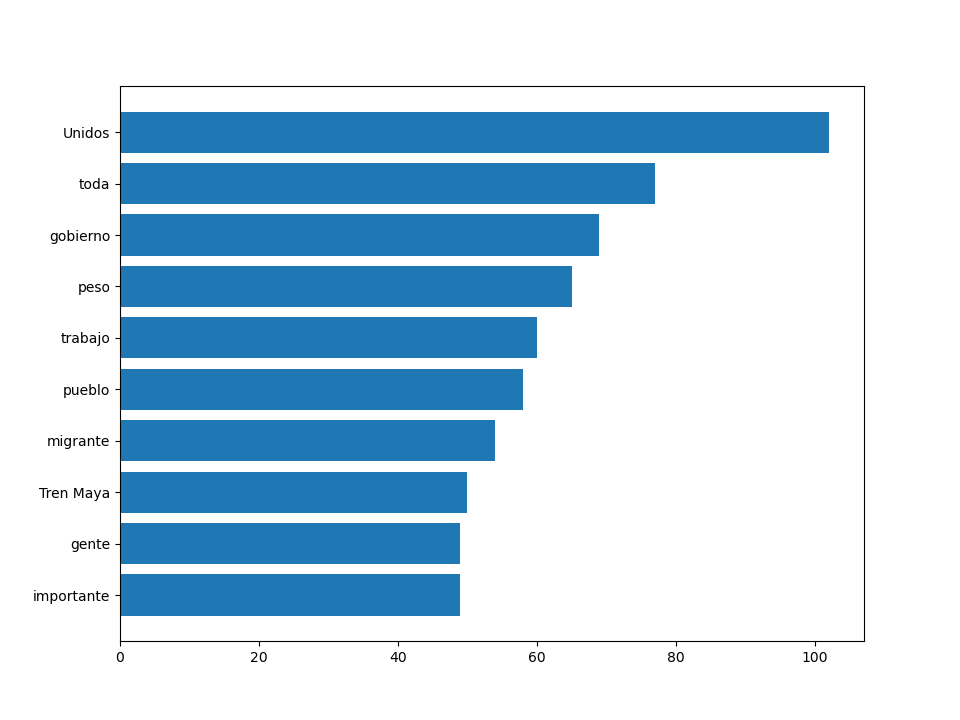 Unidos
toda
gobierno
peso
trabajo
pueblo
migrante
Tren Maya
gente
importante
0 20 40 60 80 100